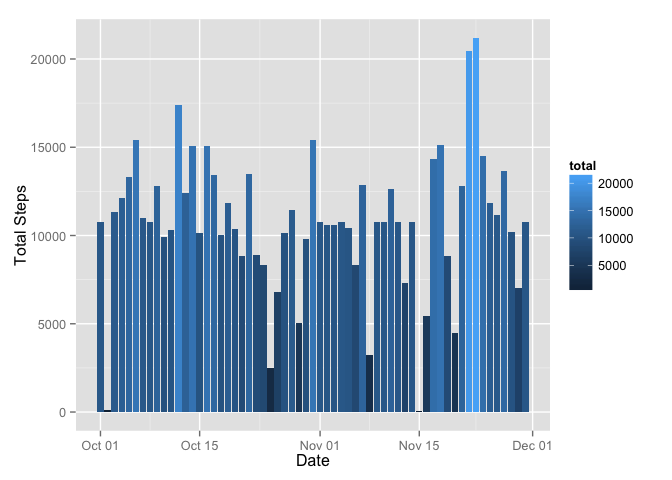 20000
15000
10000
5000
0
Total Steps
Oct 01
Oct 15
Nov 01
Nov 15
Dec 01
Date
total
20000
15000
10000
5000